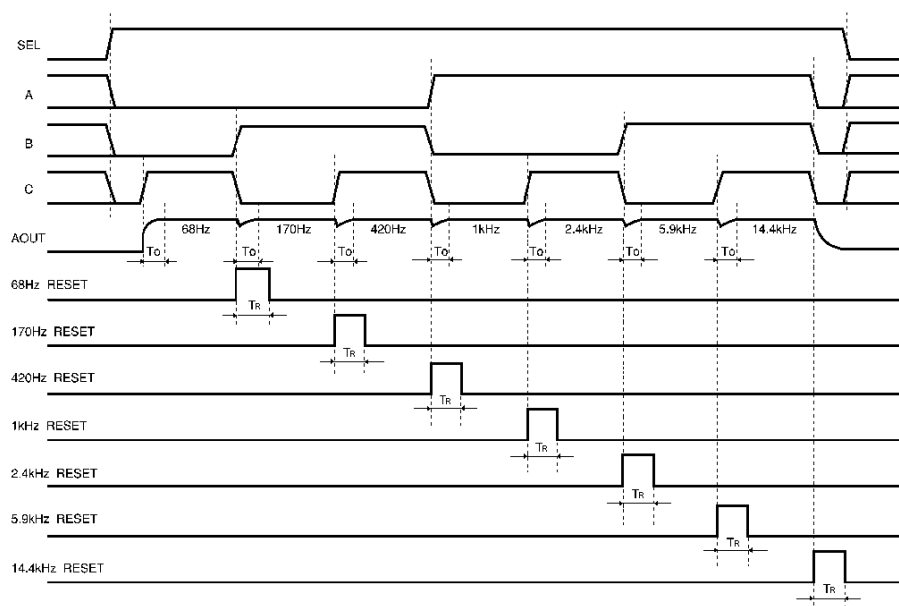 SEL
A
B
C
AOUT
68Hz 170Hz 420Hz 1kHz 2.4kHz 5.9kHz 14.4kHz
To To To To To To To
68Hz RESET
TR
170Hz RESET
TR
420Hz RESET
TR
1kHz RESET
TR
2.4kHz RESET
TR
5.9kHz RESET
TR
14.4kHz RESET
TR